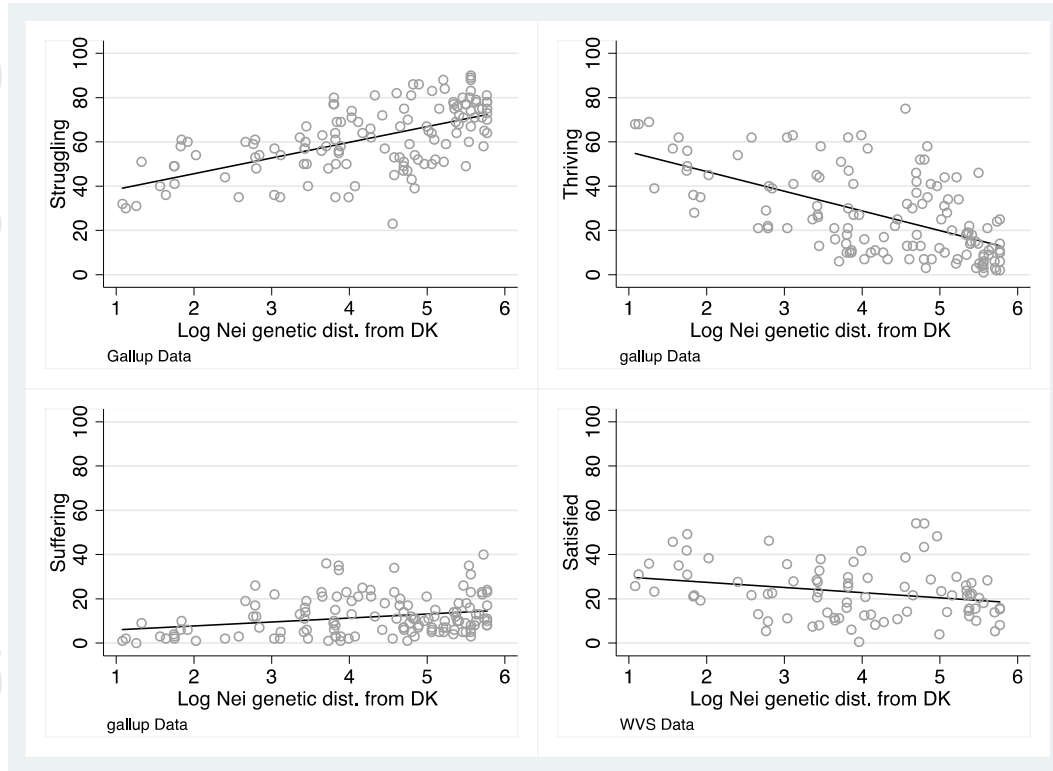 Struggling
100
80
60
40
20
0
1 2 3 4 5 6
Log Nei genetic dist. from DK
Gallup Data
Thriving
100
80
60
40
20
0
1 2 3 4 5 6
Log Nei genetic dist. from DK
gallup Data
Suffering
100
80
60
40
20
0
1 2 3 4 5 6
Log Nei genetic dist. from DK
gallup Data
Satisfied
100
80
60
40
20
0
1 2 3 4 5 6
Log Nei genetic dist. from DK
WVS Data